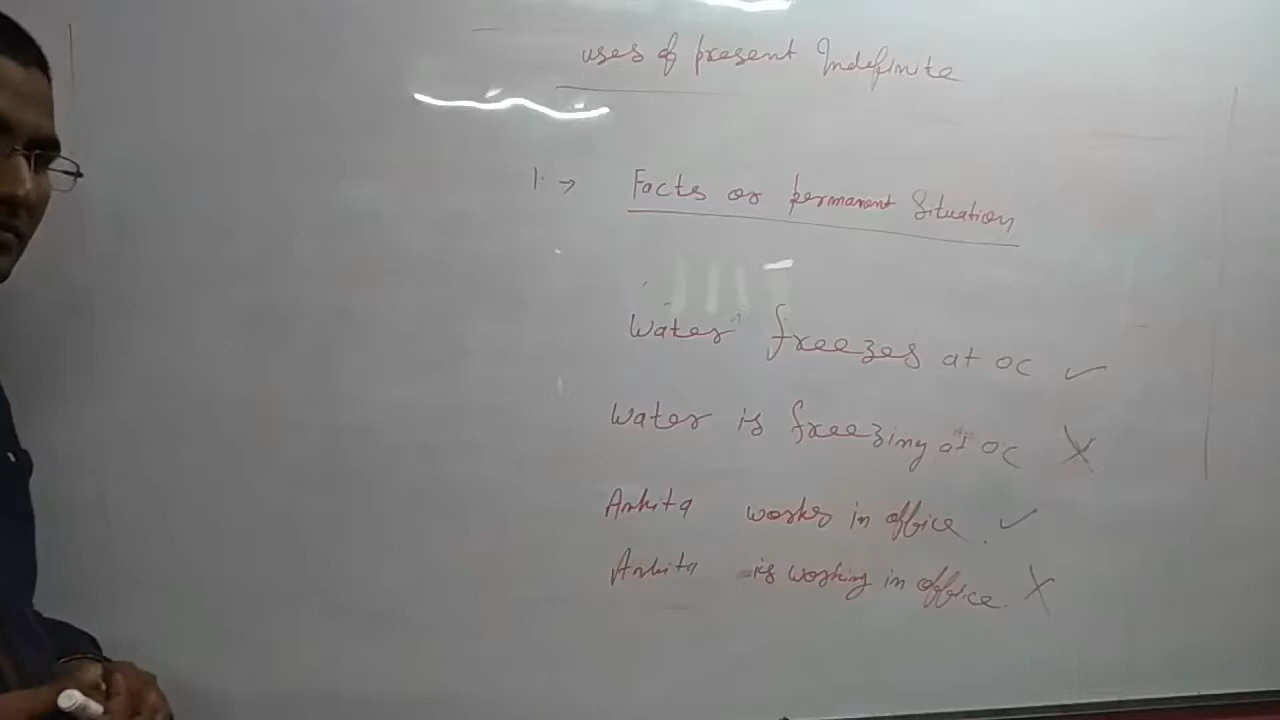 uses of present Indefinite
1. → Facts or permanent Situation
Water freezes at 0C ✓
Water is freezing at 0C X
Ankita works in office. ✓
Ankita is working in office. X